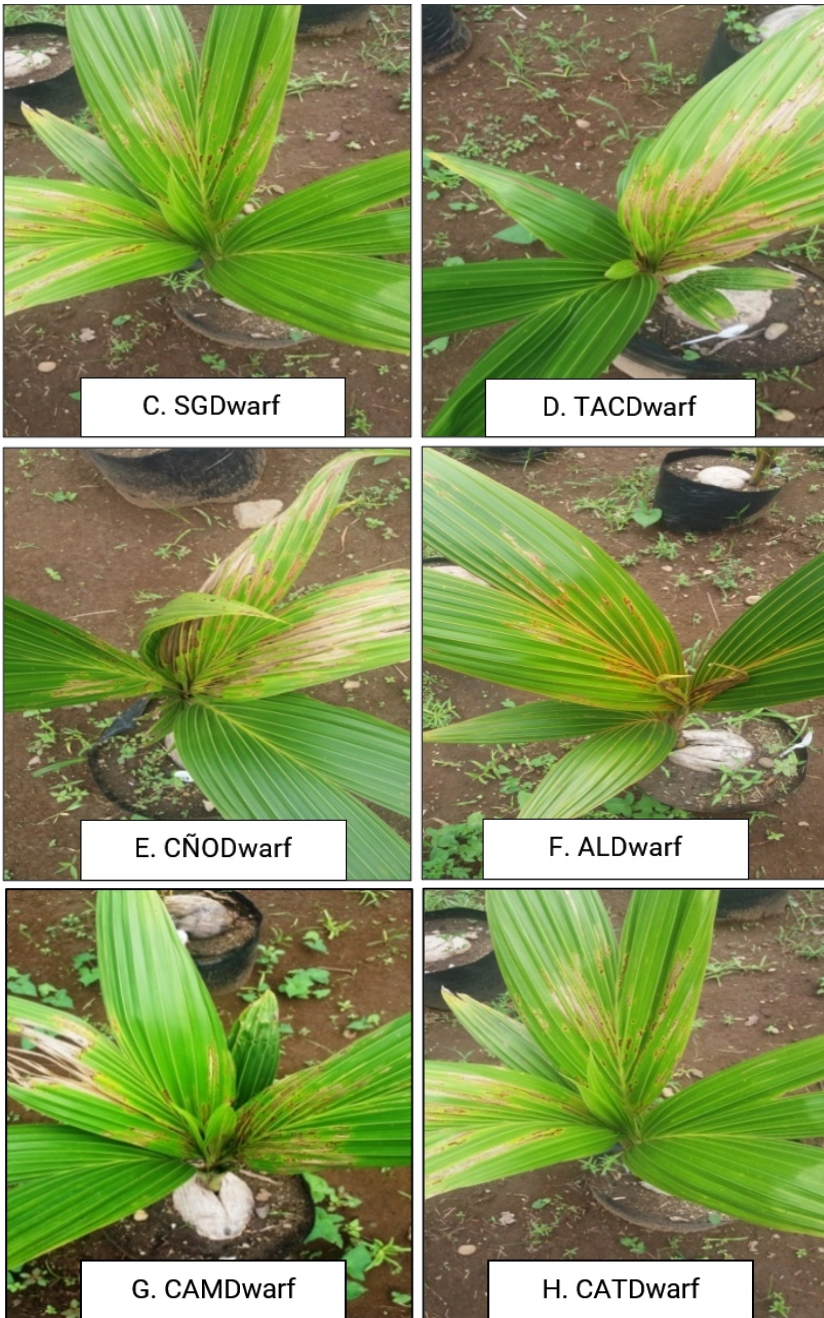 C. SGDwarf
D. TACDwarf
E. CÑODwarf
F. ALDwarf
G. CAMDwarf
H. CATDwarf